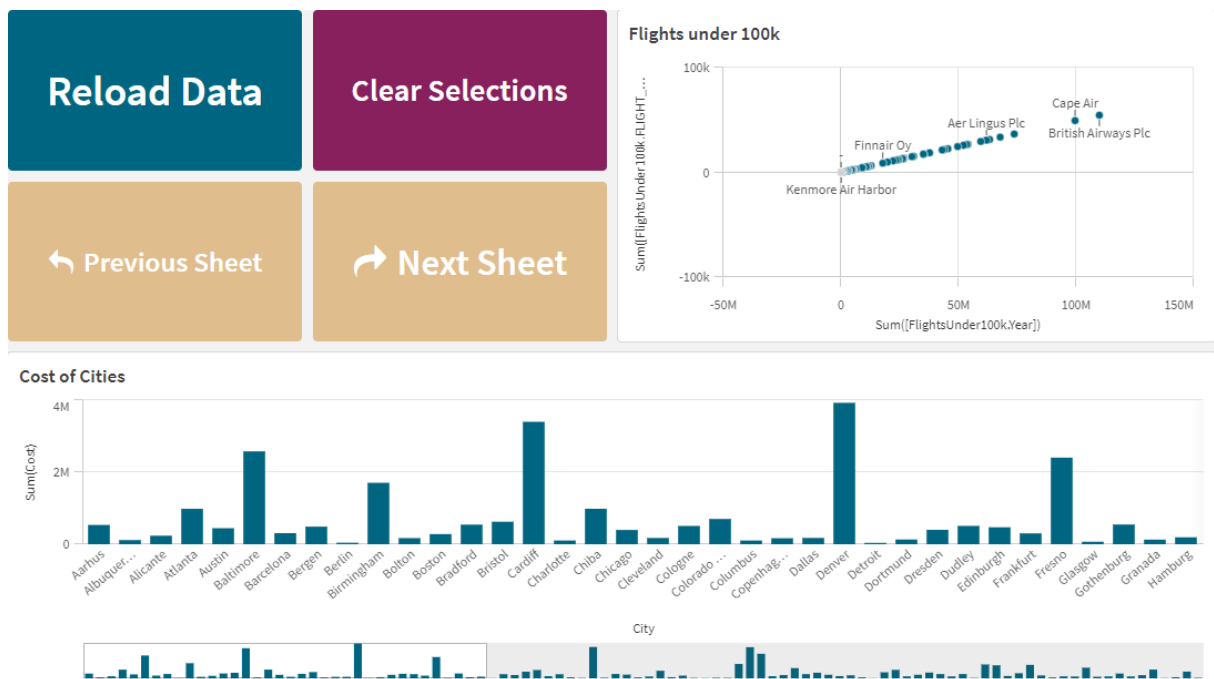 Reload Data
Clear Selections
Previous Sheet
Next Sheet
Flights under 100k
Sum([FlightsUnder100k.FLIGHT_...
100k
0
-100k
Cape Air
British Airways Plc
Aer Lingus Plc
Finnair Oy
Kenmore Air Harbor
-50M 0 50M 100M 150M
Sum([FlightsUnder100k.Year])
Cost of Cities
Sum(Cost)
4M
2M
0
Aarhus Albuquer... Alicante Atlanta Austin Baltimore Barcelona Bergen Berlin Birmingham Bolton Boston Bradford Bristol Cardiff Charlotte Chiba Chicago Cleveland Cologne Colorado ... Columbus Copenhag... Dallas Denver Detroit Dortmund Dresden Dudley Edinburgh Frankfurt Fresno Glasgow Gothenburg Granada Hamburg
City